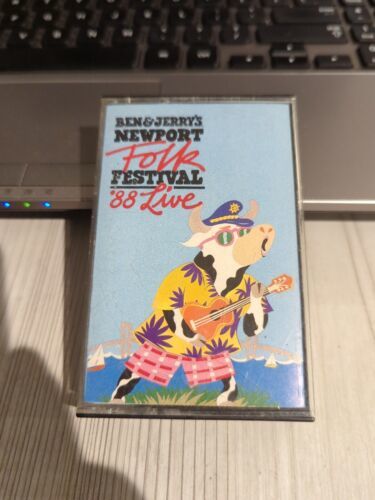 BEN & JERRY'S
NEWPORT
Folk
FESTIVAL
'88 Live